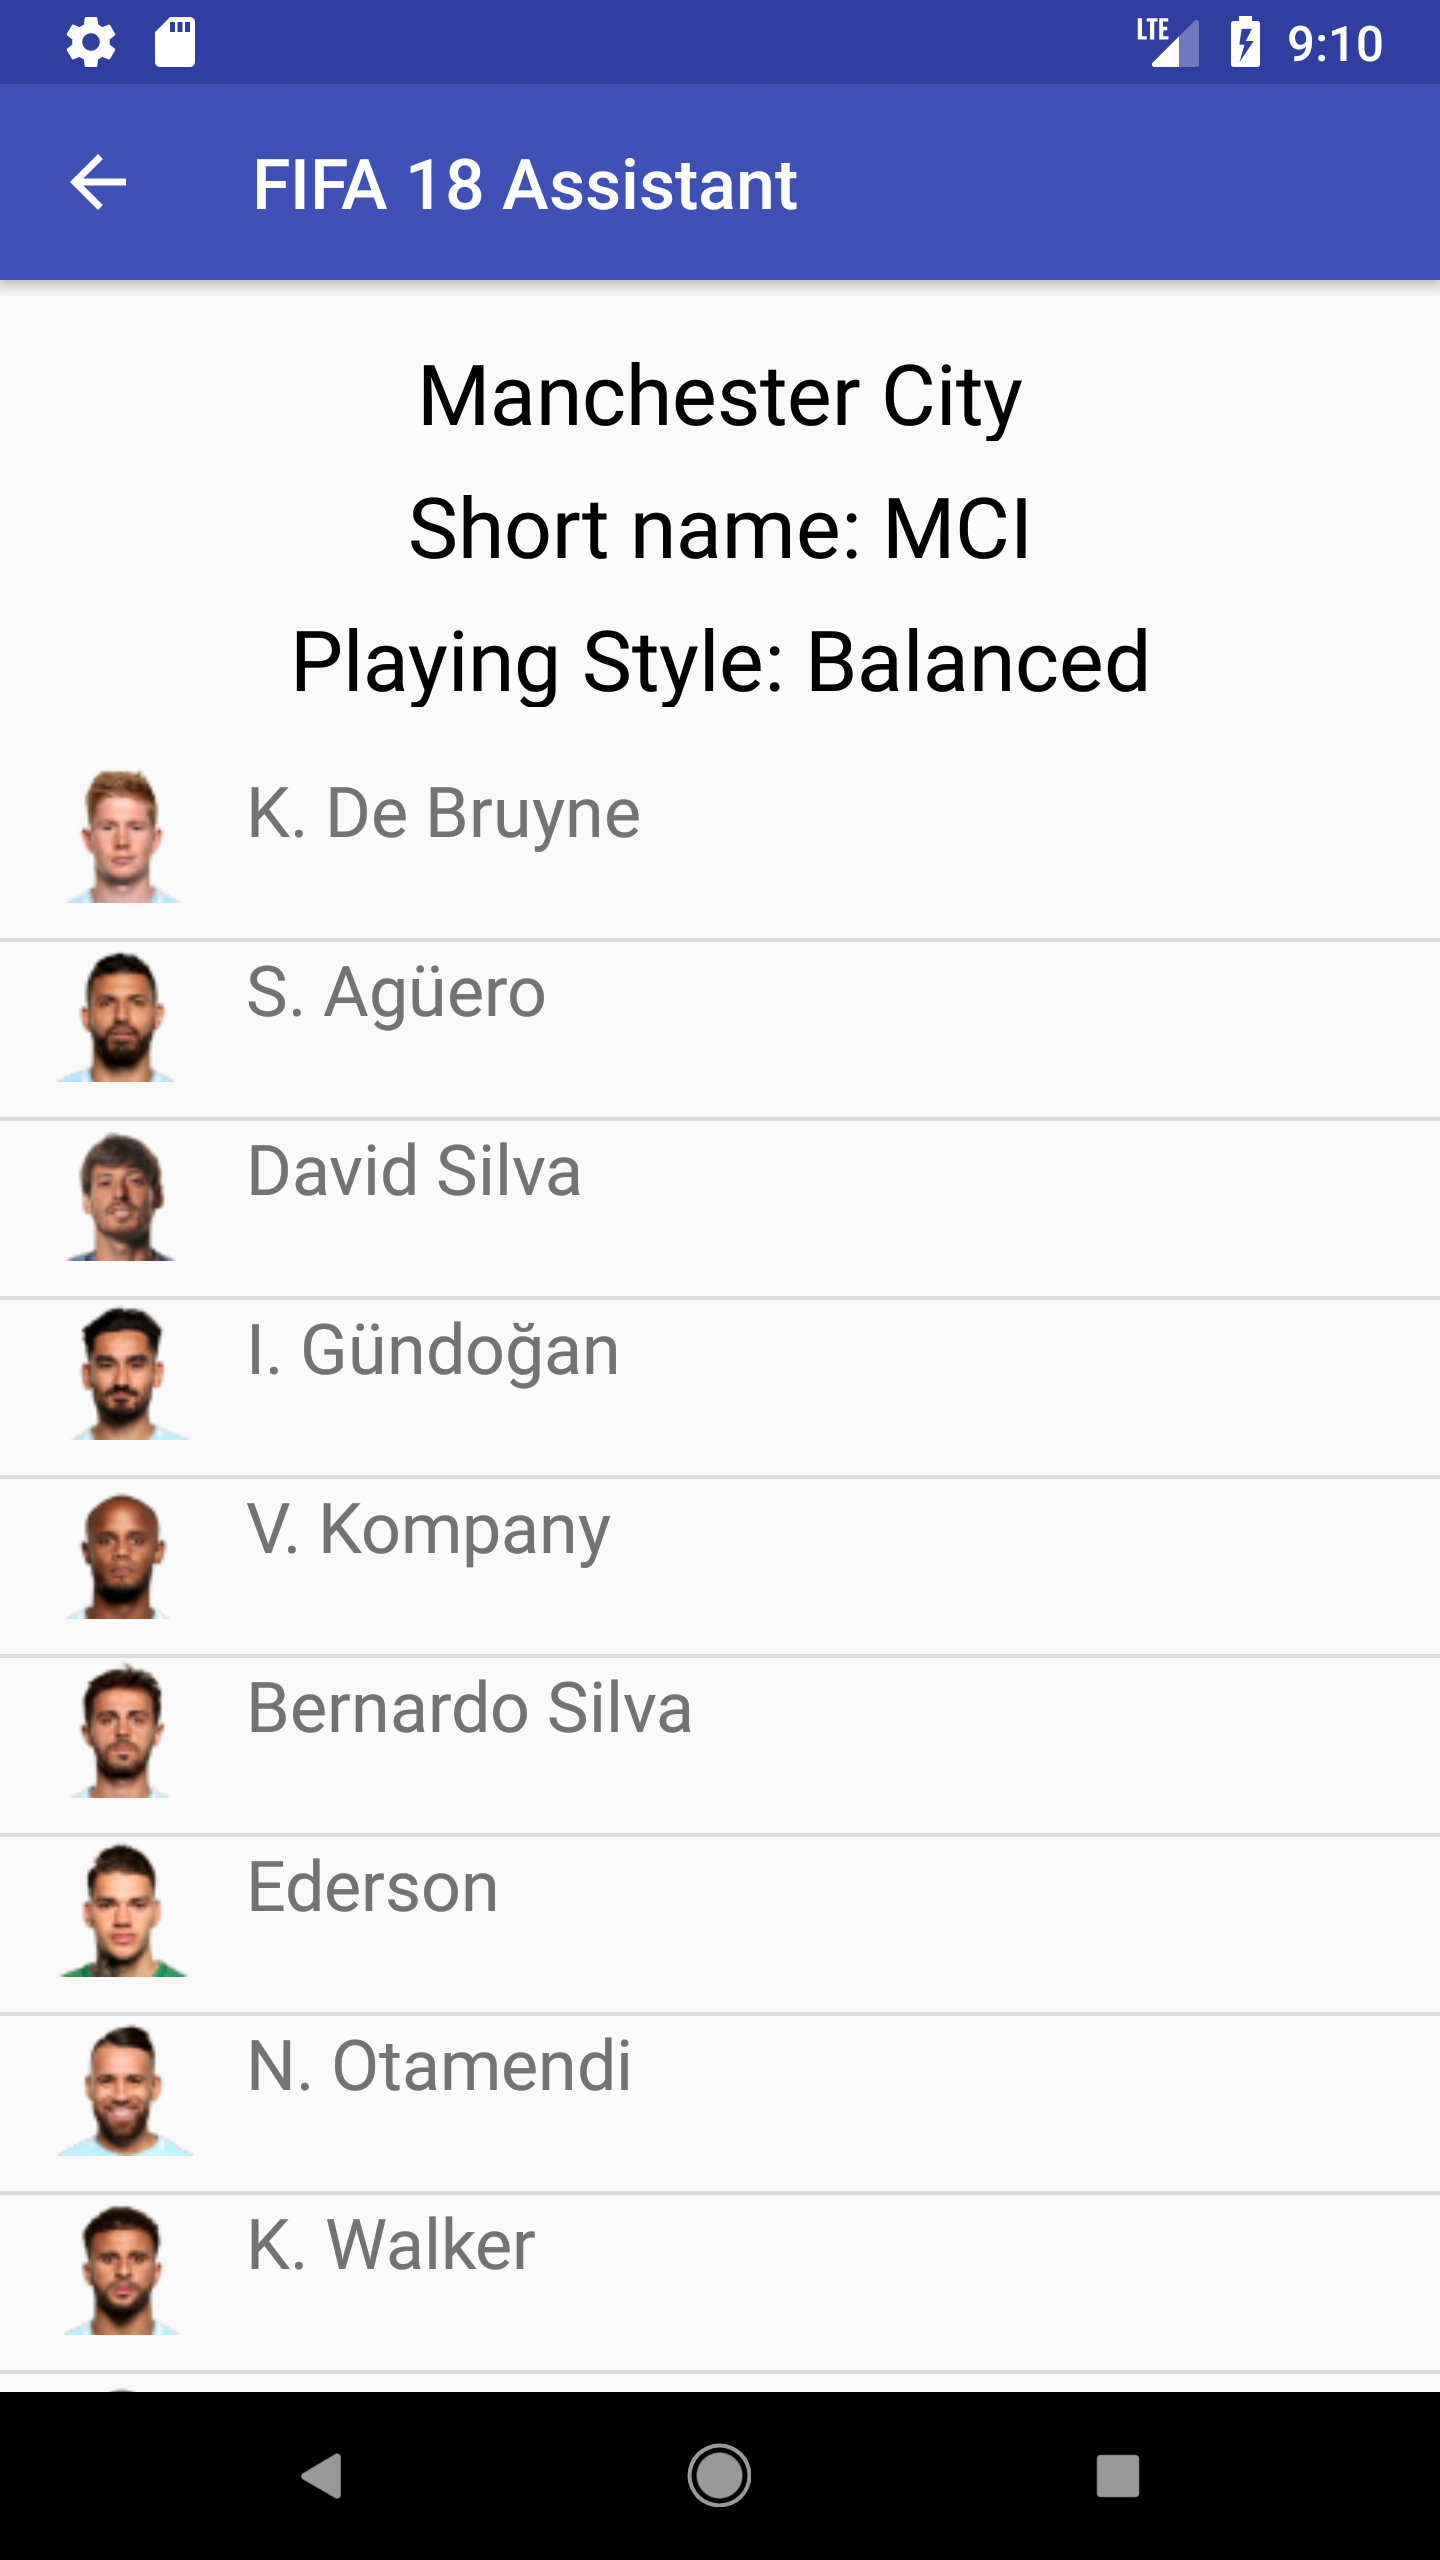 LTE 9:10
FIFA 18 Assistant
Manchester City
Short name: MCI
Playing Style: Balanced
K. De Bruyne
S. Agüero
David Silva
I. Gündoğan
V. Kompany
Bernardo Silva
Ederson
N. Otamendi
K. Walker